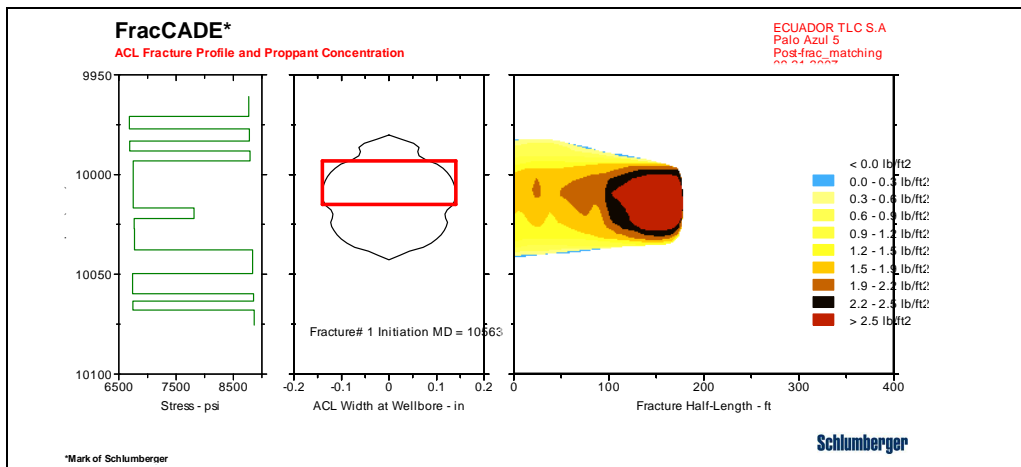 FracCADE*
ACL Fracture Profile and Proppant Concentration
ECUADOR TLC S.A
Palo Azul 5
Post-frac_matching
9950
10000
10050
10100
6500 7500 8500
Stress - psi
-0.2 -0.1 0 0.1 0.2
ACL Width at Wellbore - in
Fracture# 1 Initiation MD = 10563
0 100 200 300 400
Fracture Half-Length - ft
< 0.0 lb/ft2
0.0 - 0.3 lb/ft2
0.3 - 0.6 lb/ft2
0.6 - 0.9 lb/ft2
0.9 - 1.2 lb/ft2
1.2 - 1.5 lb/ft2
1.5 - 1.9 lb/ft2
1.9 - 2.2 lb/ft2
2.2 - 2.5 lb/ft2
> 2.5 lb/ft2
Schlumberger
*Mark of Schlumberger